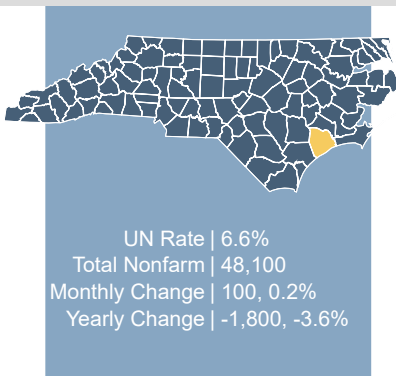 UN Rate | 6.6%
Total Nonfarm | 48,100
Monthly Change | 100, 0.2%
Yearly Change | -1,800, -3.6%